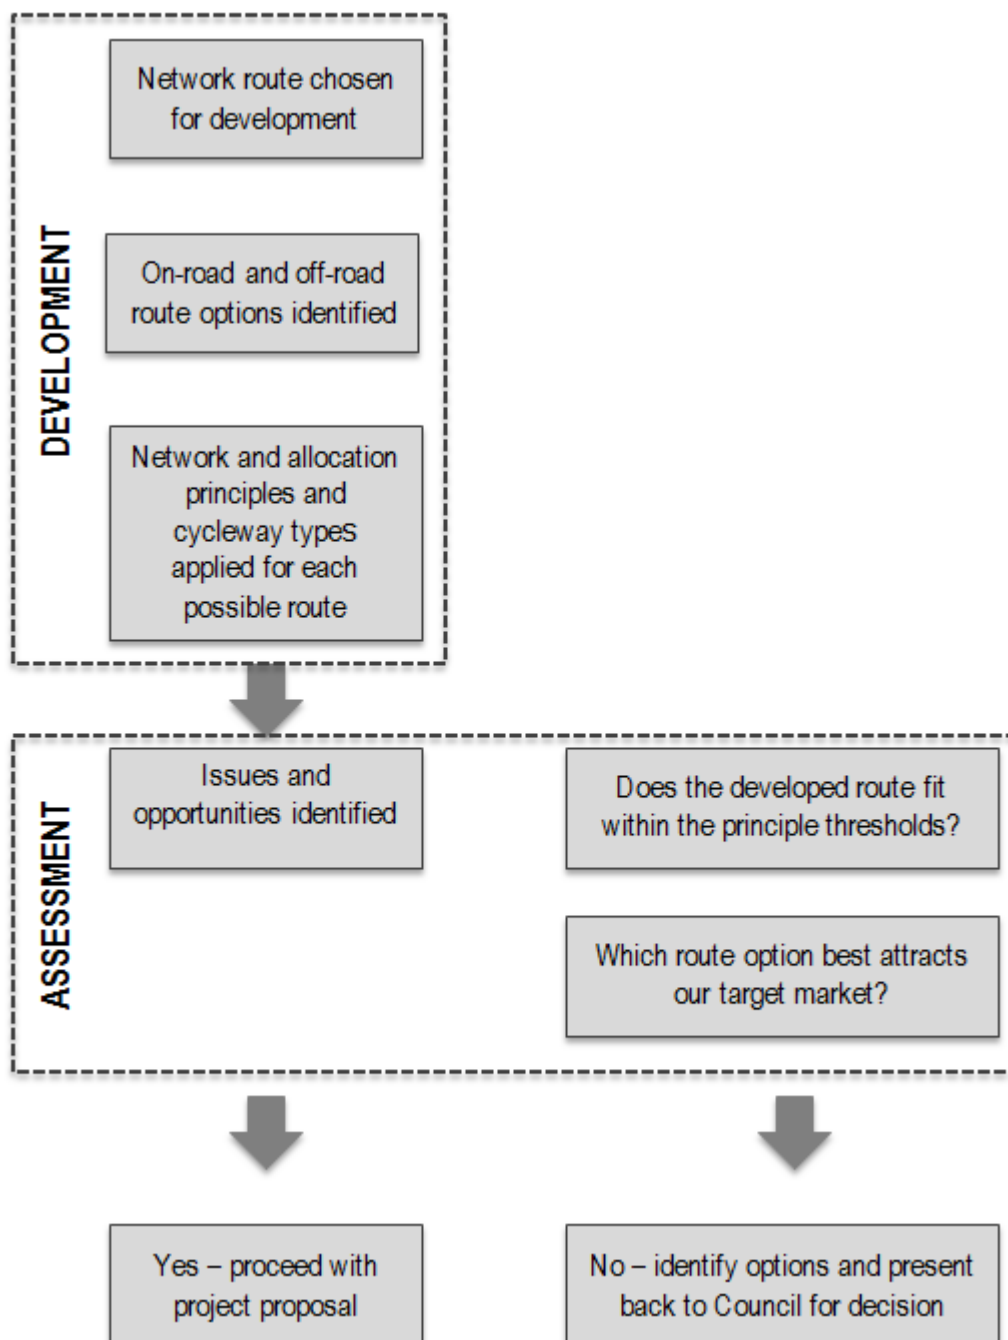 DEVELOPMENT
Network route chosen
for development
On-road and off-road
route options identified
Network and allocation
principles and
cycleway types
applied for each
possible route
ASSESSMENT
Issues and
opportunities identified
Does the developed route fit
within the principle thresholds?
Which route option best attracts
our target market?
Yes – proceed with
project proposal
No – identify options and present
back to Council for decision